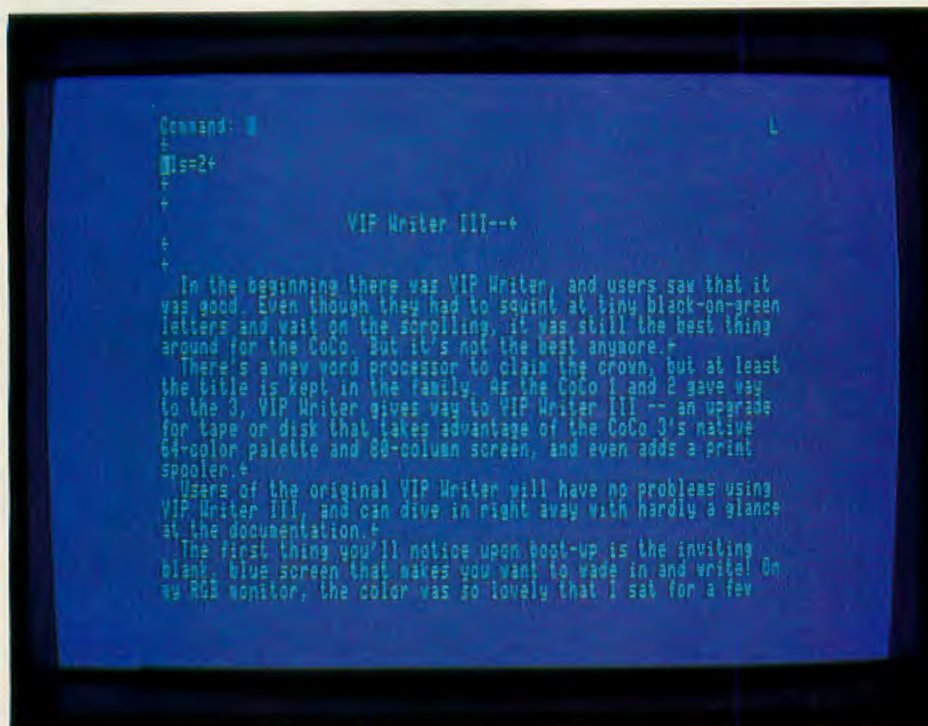 Command: L
ls=2
VIP Writer III--
In the beginning there was VIP Writer, and users saw that it
was good. Even though they had to squint at tiny black-on-green
letters and wait on the scrolling, it was still the best thing
around for the CoCo. But it's not the best anymore.
There's a new word processor to claim the crown, but at least
the title is kept in the family. As the CoCo 1 and 2 gave way
to the 3, VIP Writer gives way to VIP Writer III -- an upgrade
for tape or disk that takes advantage of the CoCo 3's native
64-color palette and 80-column screen, and even adds a print
spooler.
Users of the original VIP Writer will have no problems using
VIP Writer III, and can dive in right away with hardly a glance
at the documentation.
The first thing you'll notice upon boot-up is the inviting
blank, blue screen that makes you want to wade in and write! On
my RGB monitor, the color was so lovely that I sat for a few